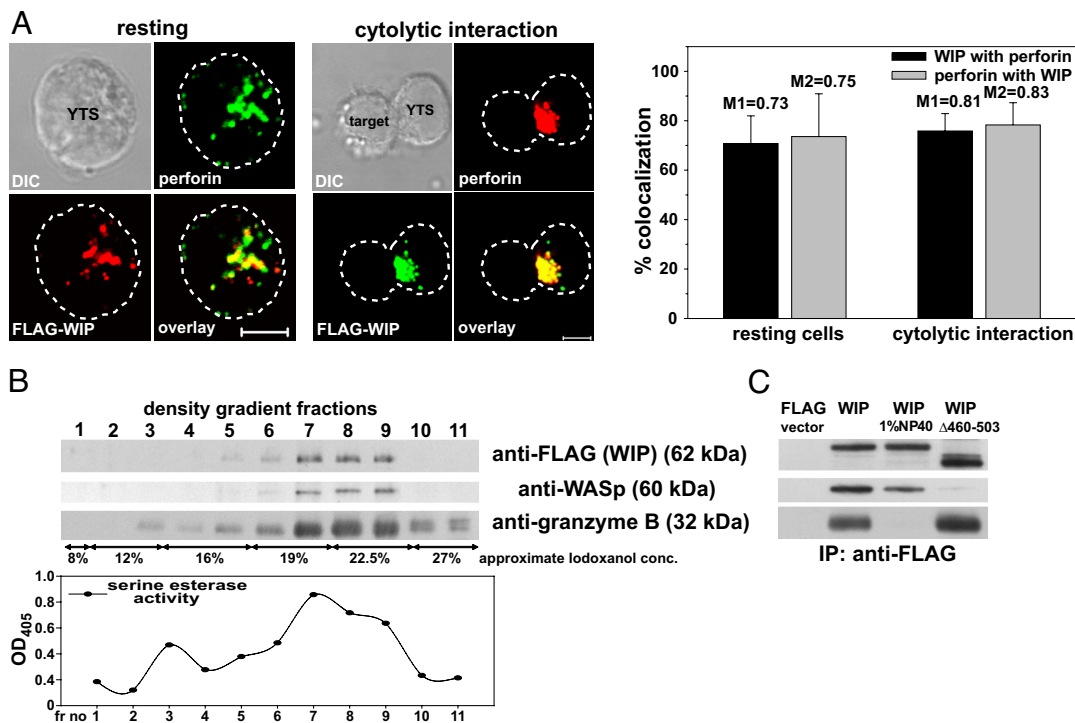 A
resting
cytolytic interaction
YTS
DIC
perforin
FLAG-WIP
overlay
target
YTS
DIC
perforin
FLAG-WIP
overlay
WIP with perforin
perforin with WIP
M1=0.73
M2=0.75
M1=0.81
M2=0.83
% colocalization
100
80
60
40
20
0
resting cells
cytolytic interaction
B
density gradient fractions
1 2 3 4 5 6 7 8 9 10 11
anti-FLAG (WIP) (62 kDa)
anti-WASp (60 kDa)
anti-granzyme B (32 kDa)
8% 12% 16% 19% 22.5% 27% approximate Iodoxanol conc.
serine esterase
activity
OD405
1.0
0.8
0.6
0.4
0.4
0
fr no 1 2 3 4 5 6 7 8 9 10 11
C
FLAG
vector
WIP
WIP
1%NP40
WIP
Δ460-503
IP: anti-FLAG